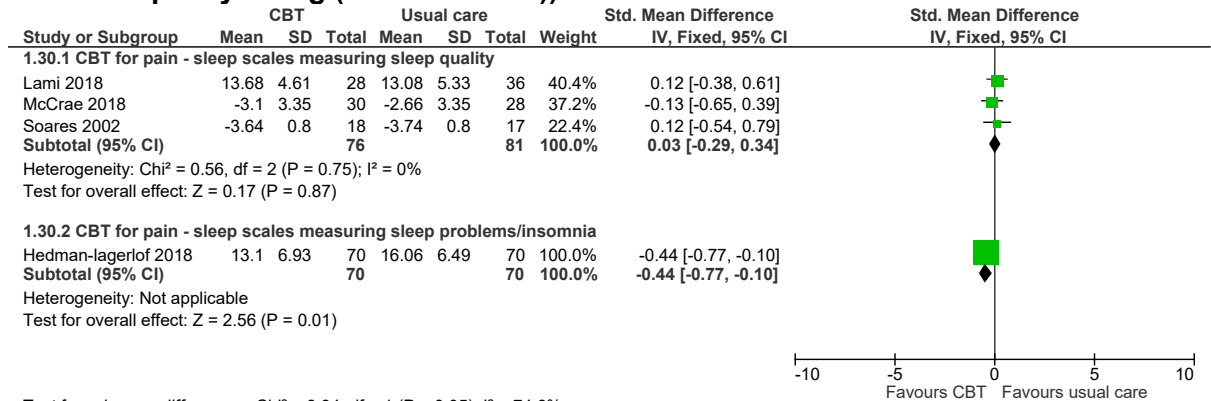 CBT Usual care Std. Mean Difference Std. Mean Difference
Study or Subgroup Mean SD Total Mean SD Total Weight IV, Fixed, 95% CI IV, Fixed, 95% CI
1.30.1 CBT for pain - sleep scales measuring sleep quality
Lami 2018 13.68 4.61 28 13.08 5.33 36 40.4% 0.12 [-0.38, 0.61]
McCrae 2018 -3.1 3.35 30 -2.66 3.35 28 37.2% -0.13 [-0.65, 0.39]
Soares 2002 -3.64 0.8 18 -3.74 0.8 17 22.4% 0.12 [-0.54, 0.79]
Subtotal (95% CI) 76 81 100.0% 0.03 [-0.29, 0.34]
Heterogeneity: Chi² = 0.56, df = 2 (P = 0.75); I² = 0%
Test for overall effect: Z = 0.17 (P = 0.87)
1.30.2 CBT for pain - sleep scales measuring sleep problems/insomnia
Hedman-lagerlof 2018 13.1 6.93 70 16.06 6.49 70 100.0% -0.44 [-0.77, -0.10]
Subtotal (95% CI) 70 70 100.0% -0.44 [-0.77, -0.10]
Heterogeneity: Not applicable
Test for overall effect: Z = 2.56 (P = 0.01)
-10 -5 0 5 10
Favours CBT Favours usual care